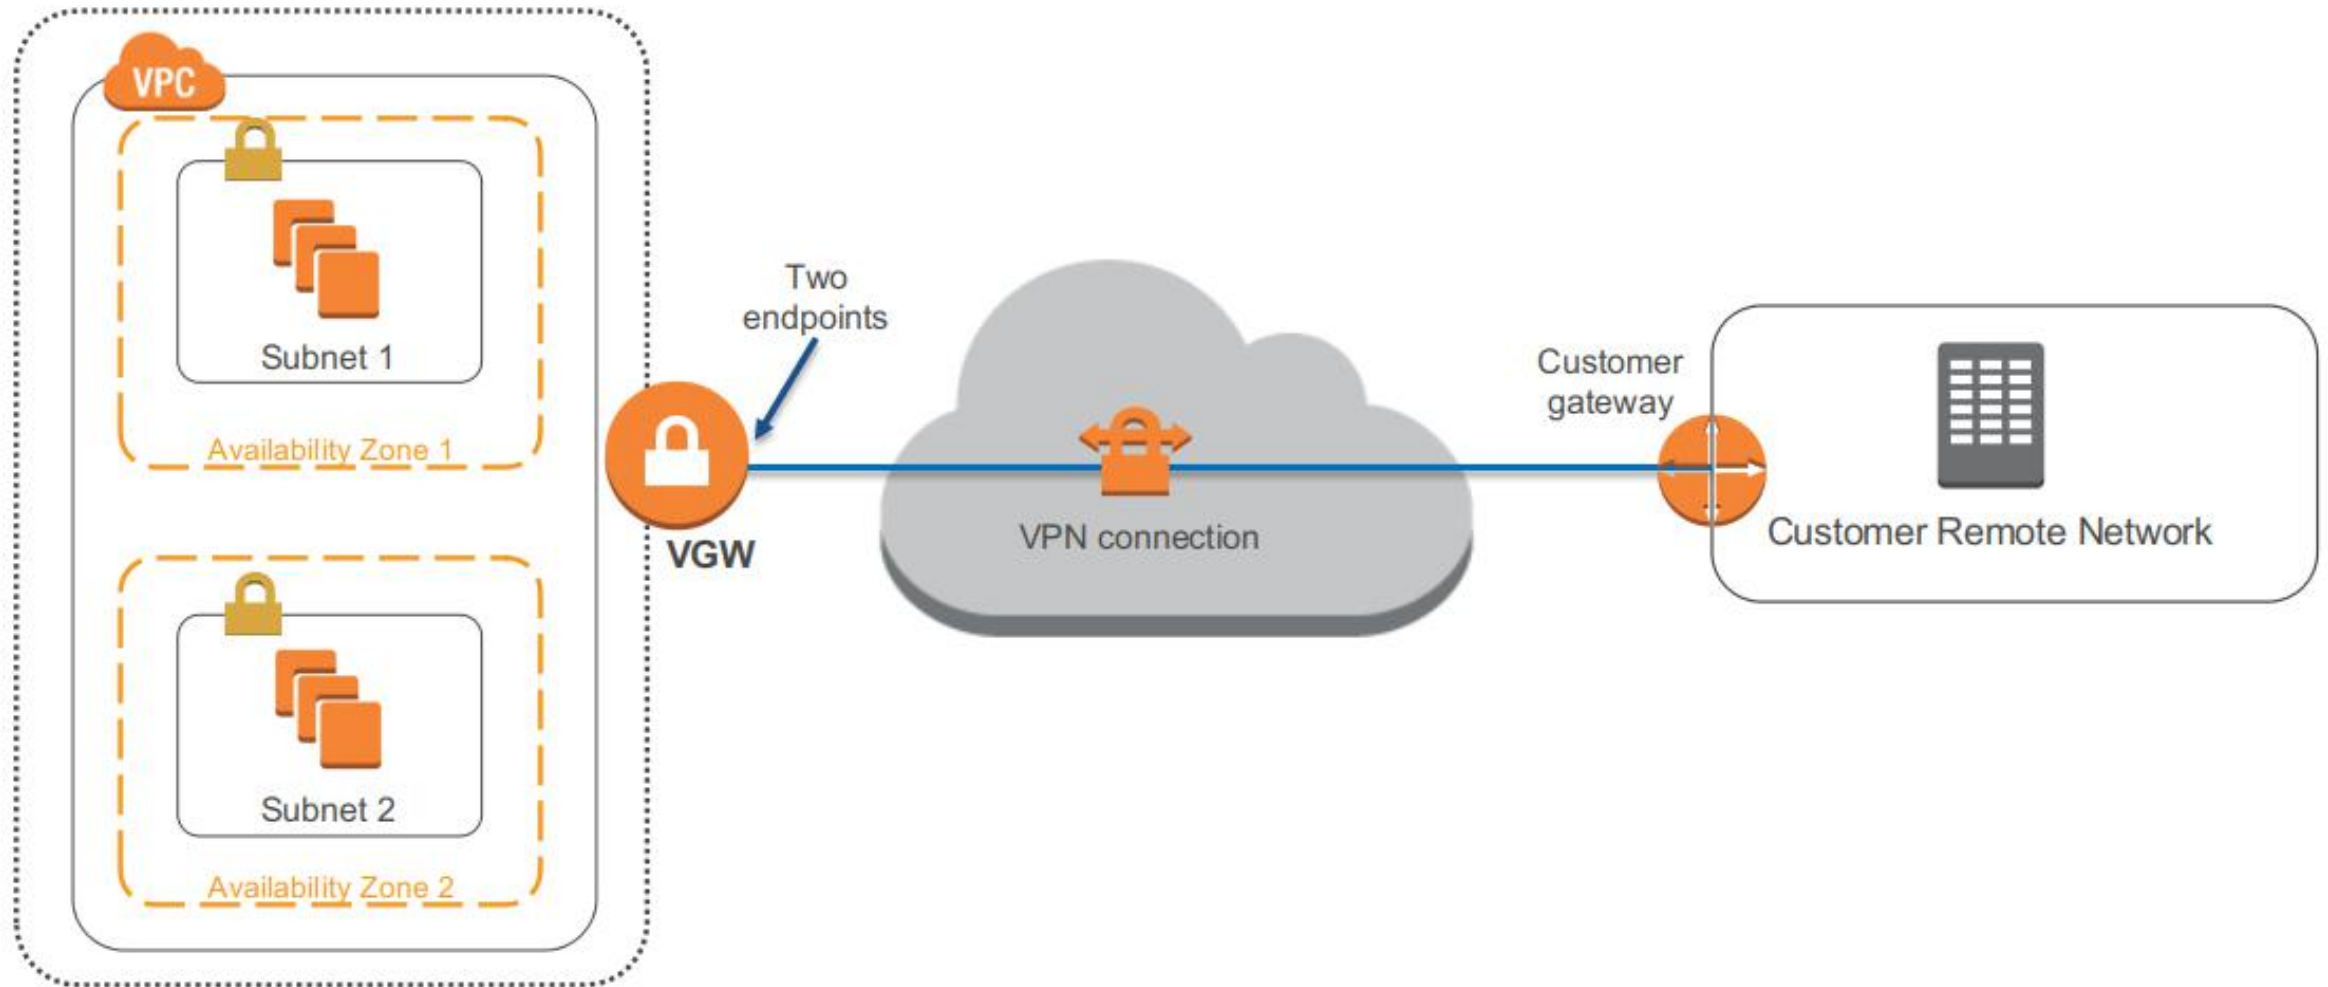 VPC
Subnet 1
Availability Zone 1
Subnet 2
Availability Zone 2
VGW
Two
endpoints
VPN connection
Customer
gateway
Customer Remote Network